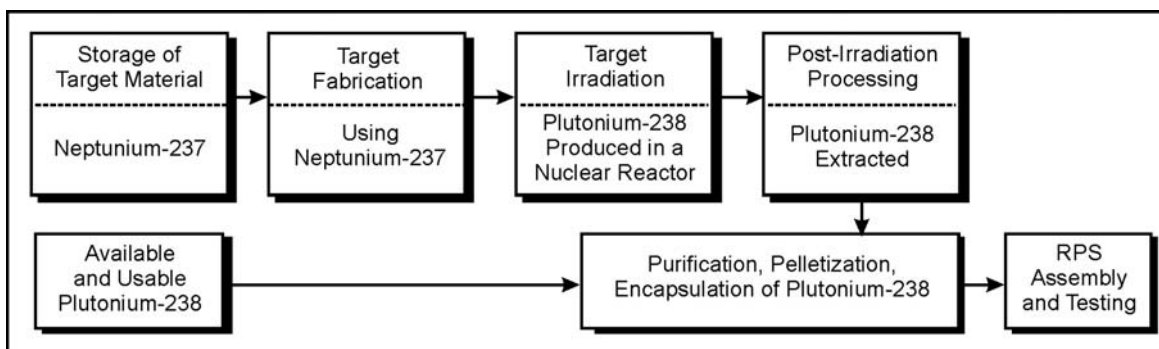 Storage of
Target Material
Neptunium-237
Target
Fabrication
Using
Neptunium-237
Target
Irradiation
Plutonium-238
Produced in a
Nuclear Reactor
Post-Irradiation
Processing
Plutonium-238
Extracted
Available
and Usable
Plutonium-238
Purification, Pelletization,
Encapsulation of Plutonium-238
RPS
Assembly
and Testing